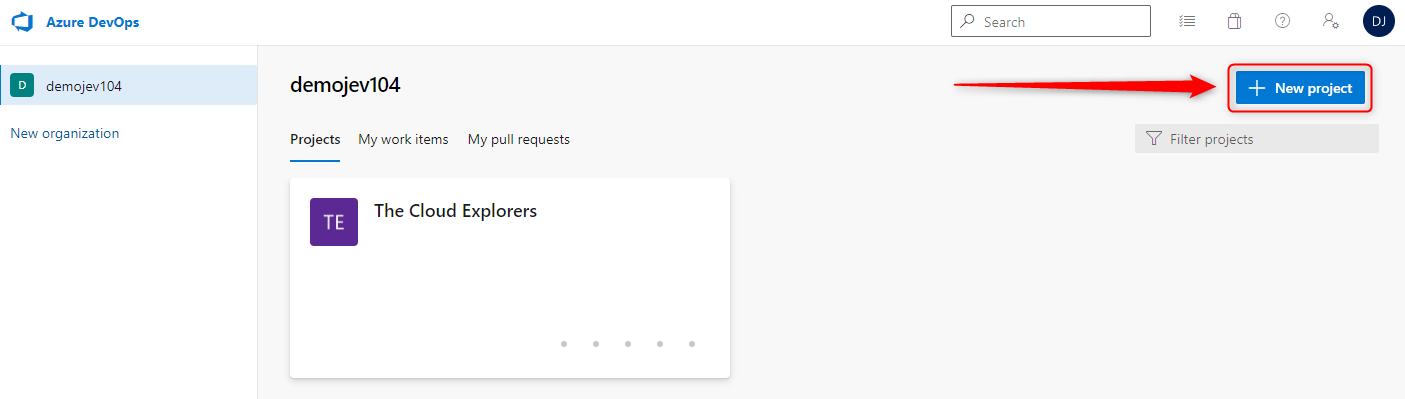 Azure DevOps
Search
DJ
D demojev104
New organization
demojev104
New project
Projects My work items My pull requests
Filter projects
TE The Cloud Explorers